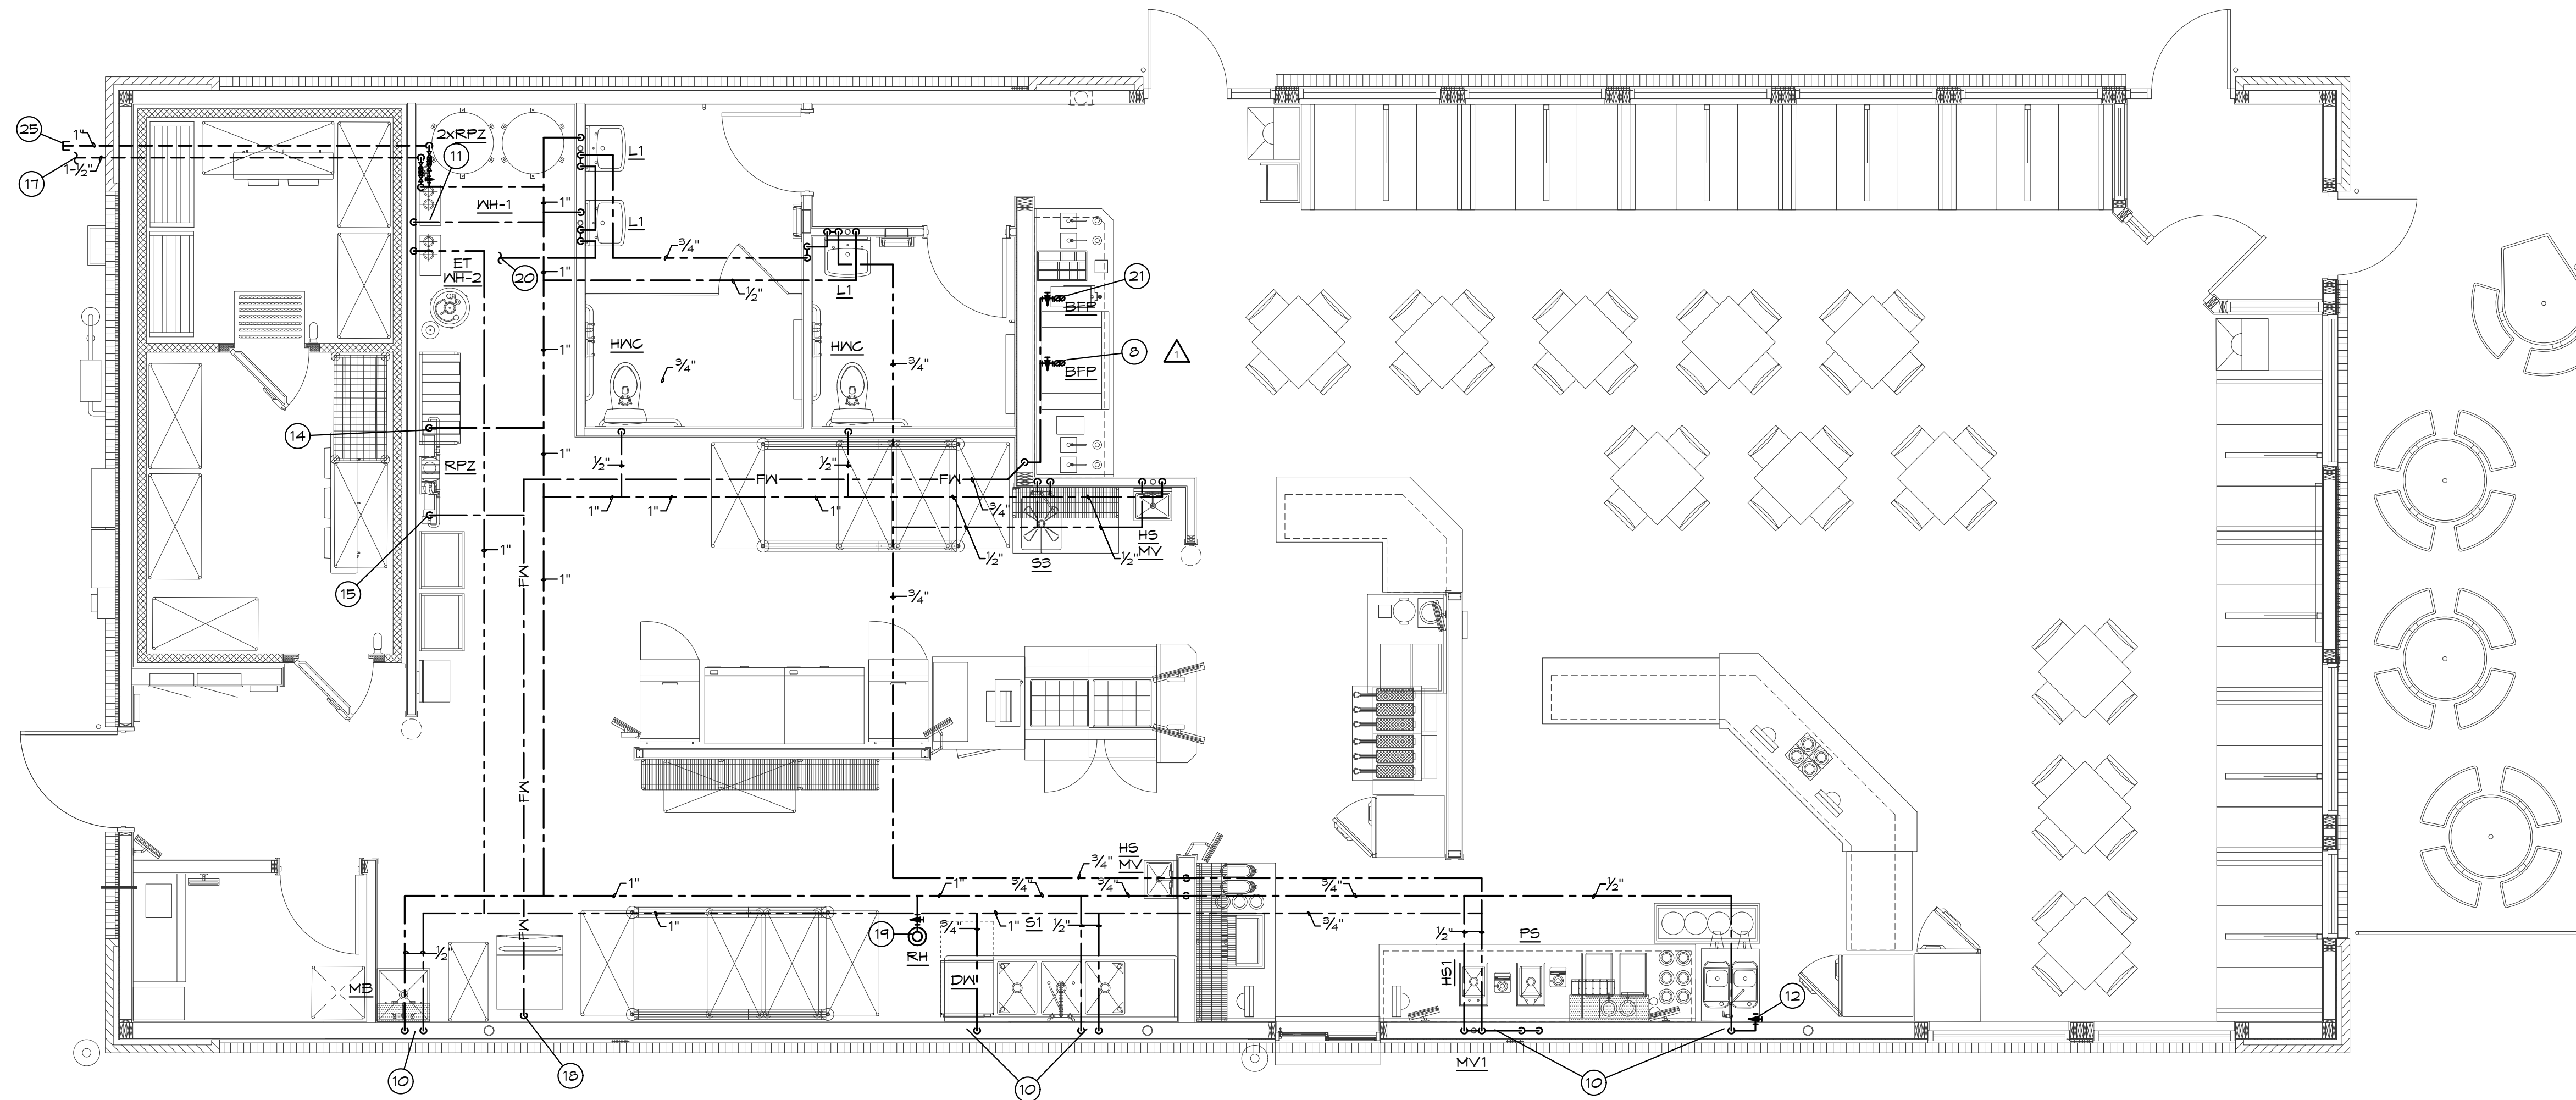 25
1"
2xRPZ
11
L1
17
1-½"
WH-1
1"
L1
¾"
ET
WH-2
20
1"
½"
L1
21
BFP
HWC
1"
HWC
¾"
8
1
¾"
BFP
14
1"
RPZ
½"
½"
FW
FW
1"
1"
1"
¾"
½"
½"
HS
MV
S3
1"
FW
1"
15
¾"
FW
HS
MV
¾"
1"
1"
¾"
¾"
¾"
½"
FW
1"
¾"
1"
S1
½"
¾"
½"
19
RH
½"
PS
HS1
MB
DW
12
10
18
10
MV1
10